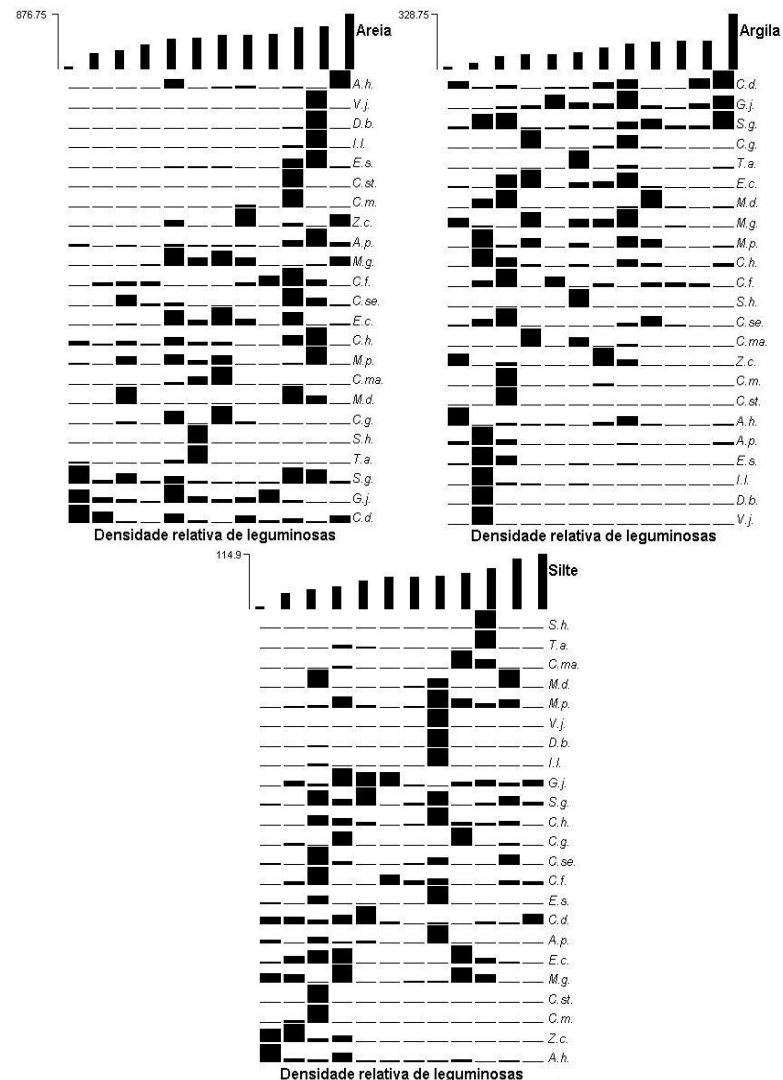 876.75
Areia
A.h.
V.j.
D.b.
I.l.
E.s.
C.st.
C.m.
Z.c.
A.p.
M.g.
C.f.
C.se.
E.c.
C.h.
M.p.
C.ma.
M.d.
C.g.
S.h.
T.a.
S.g.
G.j.
C.d.
Densidade relativa de leguminosas
328.75
Argila
C.d.
G.j.
S.g.
C.g.
T.a.
E.c.
M.d.
M.g.
M.p.
C.h.
C.f.
S.h.
C.se.
C.ma.
Z.c.
C.m.
C.st.
A.h.
A.p.
E.s.
I.l.
D.b.
V.j.
Densidade relativa de leguminosas
114.9
Silte
S.h.
T.a.
C.ma.
M.d.
M.p.
V.j.
D.b.
I.l.
G.j.
S.g.
C.h.
C.g.
C.se.
C.f.
E.s.
C.d.
A.p.
E.c.
M.g.
C.st.
C.m.
Z.c.
A.h.
Densidade relativa de leguminosas